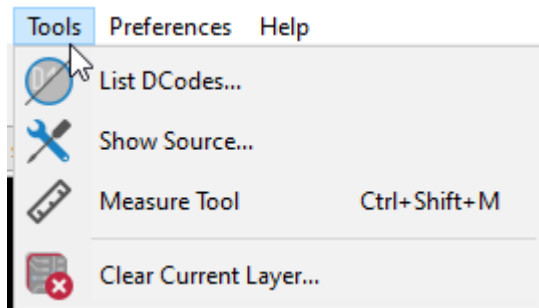 Tools Preferences Help
List DCodes...
Show Source...
Measure Tool Ctrl+Shift+M
Clear Current Layer...